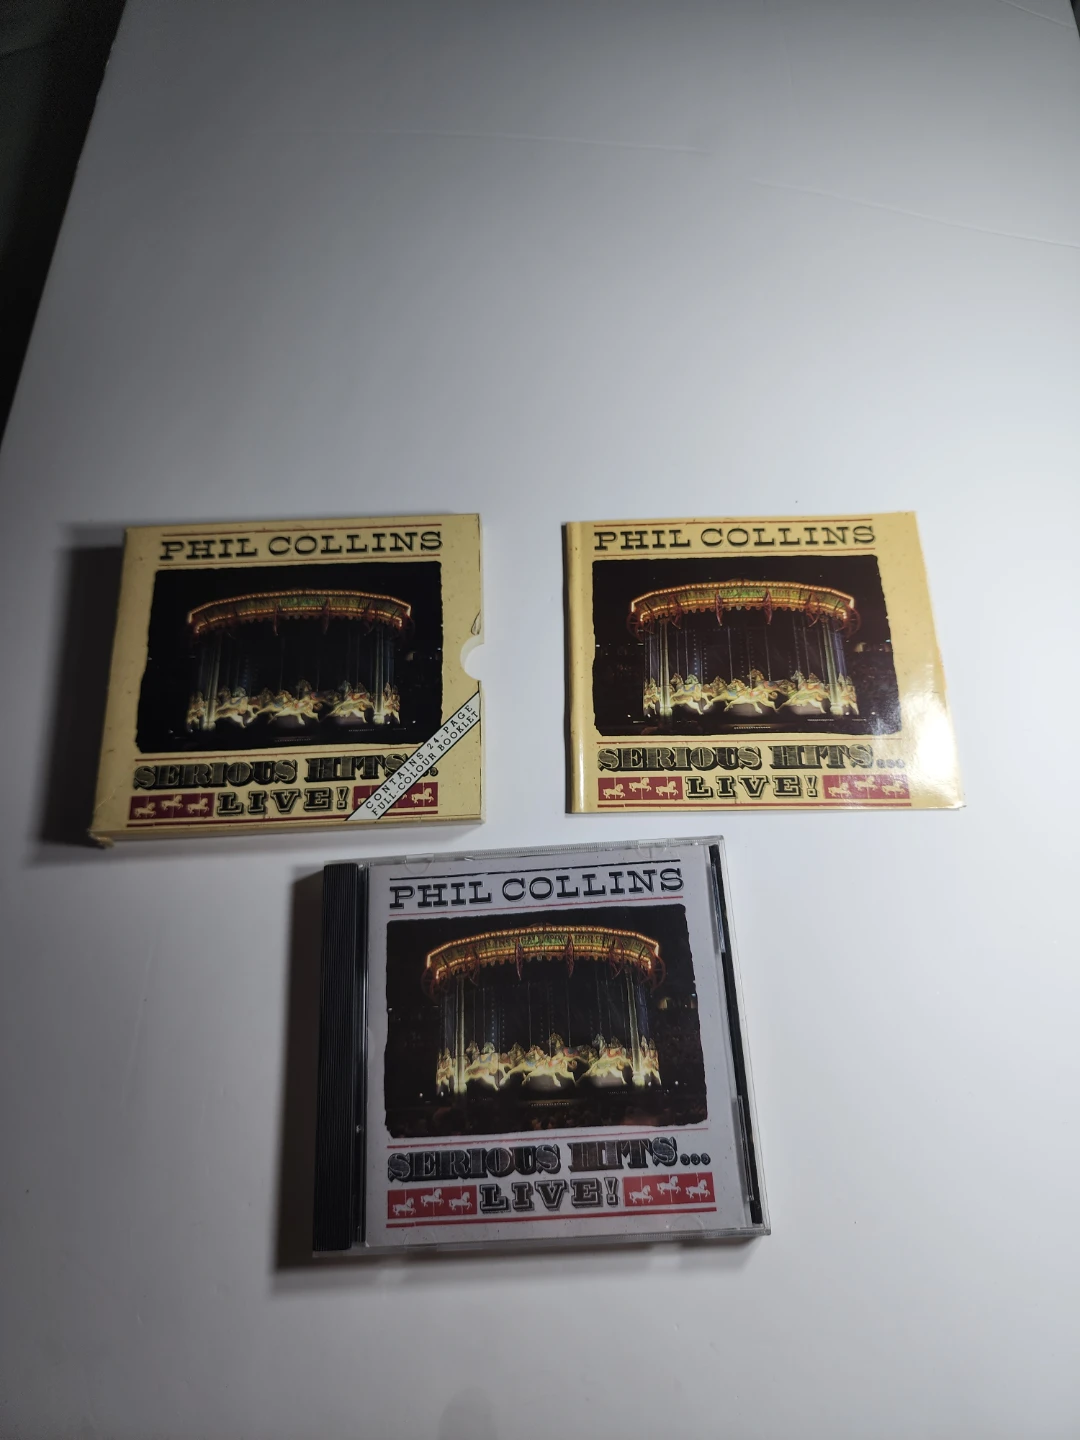 PHIL COLLINS
SERIOUS HITS...
LIVE!
CONTAINS 24-PAGE
FULL-COLOUR BOOKLET
PHIL COLLINS
SERIOUS HITS...
LIVE!
PHIL COLLINS
SERIOUS HITS...
LIVE!